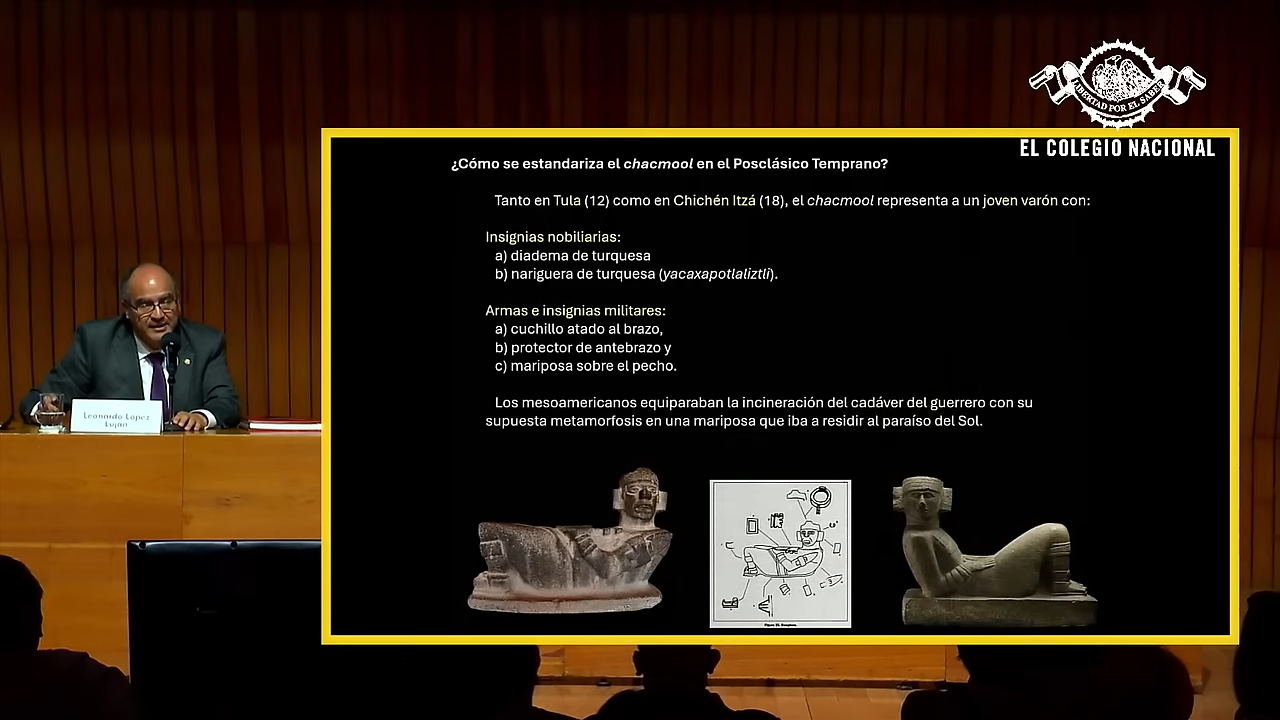 LIBERTAD POR EL SABER
EL COLEGIO NACIONAL
¿Cómo se estandariza el chacmool en el Posclásico Temprano?
Tanto en Tula (12) como en Chichén Itzá (18), el chacmool representa a un joven varón con:
Insignias nobiliarias:
a) diadema de turquesa
b) nariguera de turquesa (yacaxapotlaliztli).
Armas e insignias militares:
a) cuchillo atado al brazo,
b) protector de antebrazo y
c) mariposa sobre el pecho.
Los mesoamericanos equiparaban la incineración del cadáver del guerrero con su
supuesta metamorfosis en una mariposa que iba a residir al paraíso del Sol.
Leonardo López
Luján